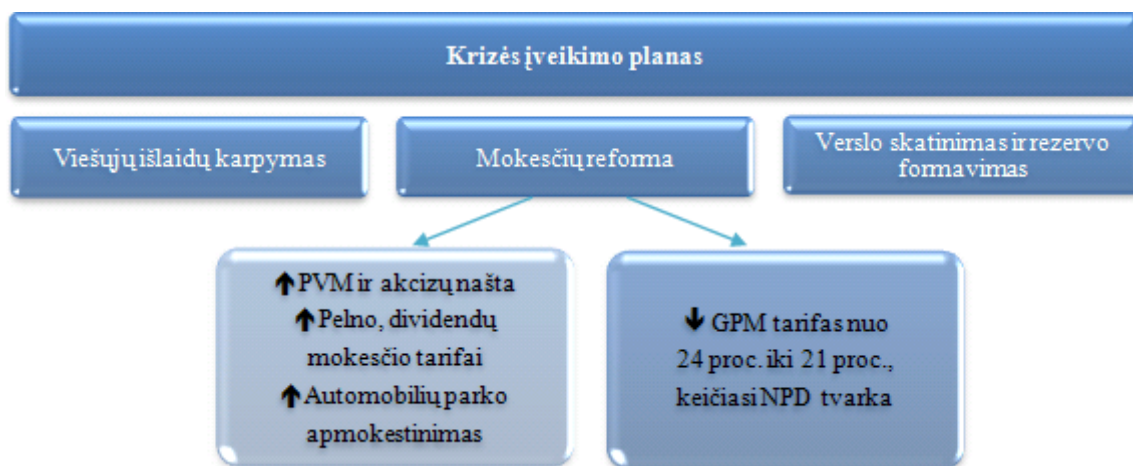 Krizės įveikimo planas
Viešųjų išlaidų karpymas
Mokesčių reforma
Verslo skatinimas ir rezervo
formavimas
🡹PVM ir akcizų našta
🡹Pelno, dividendų
mokesčio tarifai
🡹Automobilių parko
apmokestinimas
🡻 GPM tarifas nuo
24 proc. iki 21 proc.,
keičiasi NPD tvarka